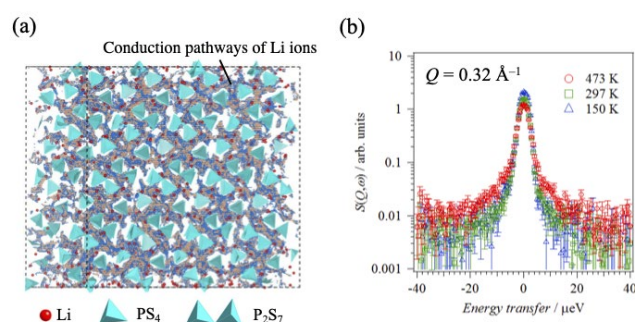 (a)
Conduction pathways of Li ions
Li
PS₄
P₂S₇
(b)
Q = 0.32 Å⁻¹
473 K
297 K
150 K
S(Q,ω) / arb. units
10
1
0.1
0.01
0.001
-40
-20
0
20
40
Energy transfer / μeV